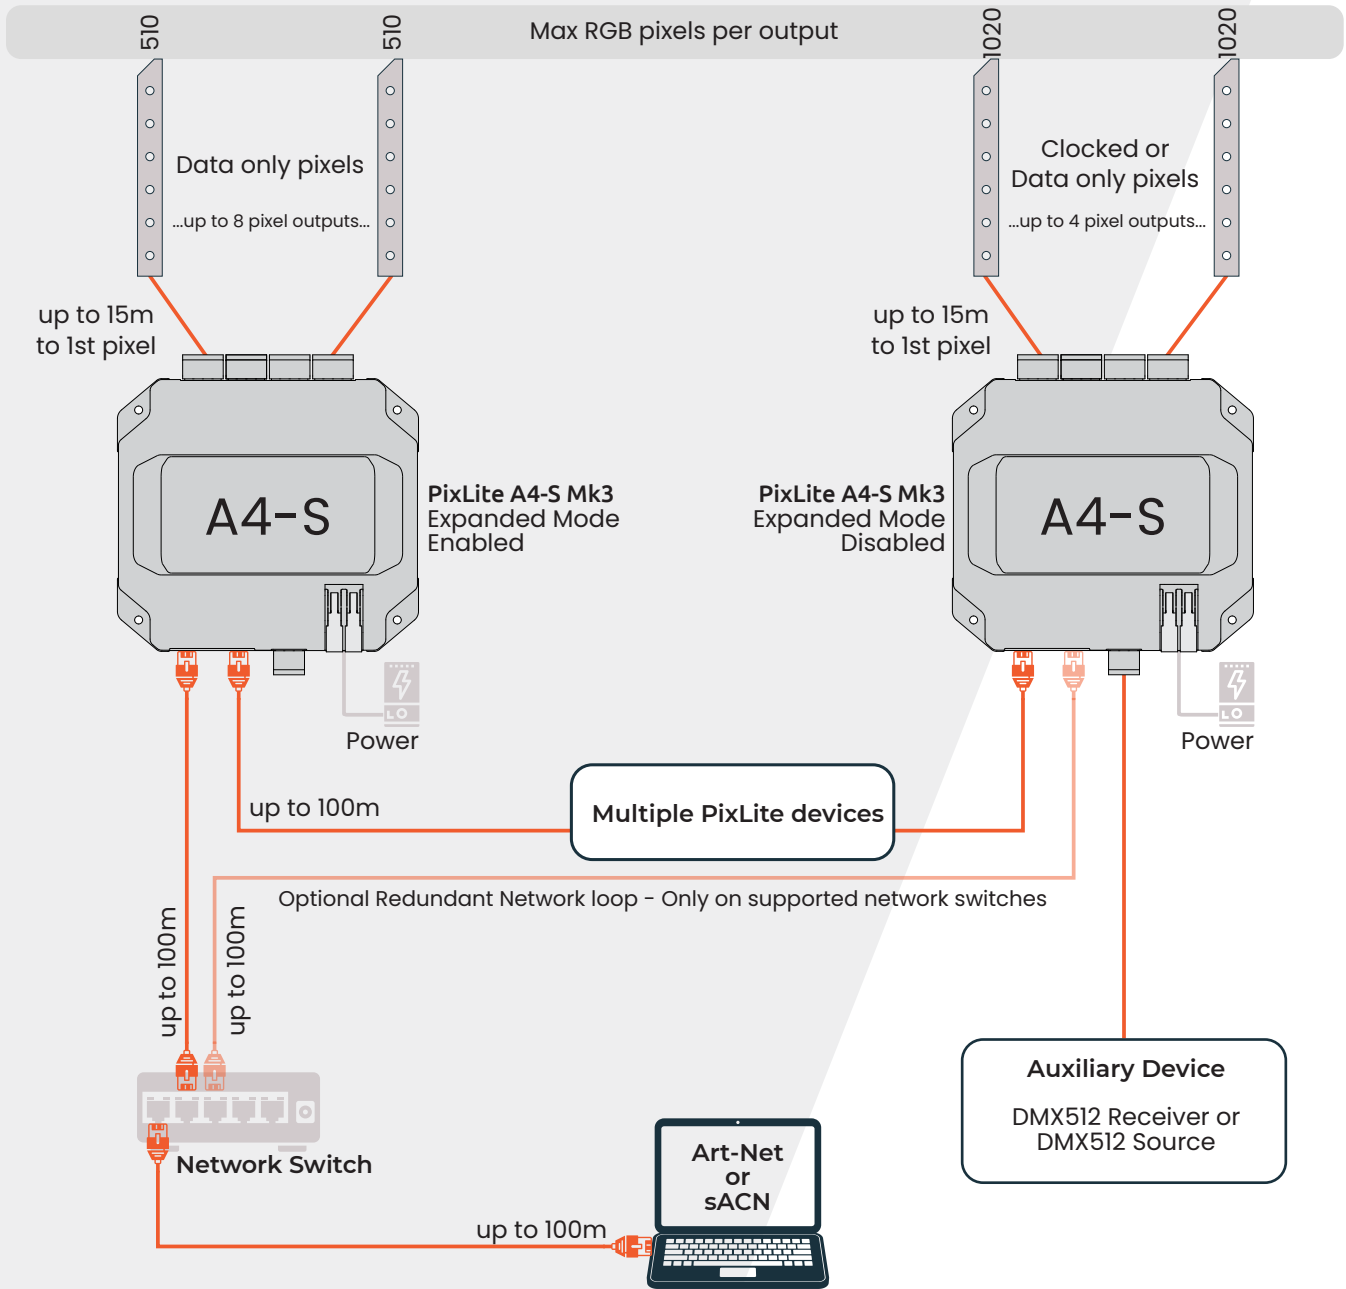 510
510
Max RGB pixels per output
1020
1020
Data only pixels
...up to 8 pixel outputs...
Clocked or
Data only pixels
...up to 4 pixel outputs...
up to 15m
to 1st pixel
up to 15m
to 1st pixel
A4-S
PixLite A4-S Mk3
Expanded Mode
Enabled
PixLite A4-S Mk3
Expanded Mode
Disabled
A4-S
Power
Power
up to 100m
Multiple PixLite devices
Optional Redundant Network loop - Only on supported network switches
up to 100m
up to 100m
Network Switch
up to 100m
Art-Net
or
sACN
Auxiliary Device
DMX512 Receiver or
DMX512 Source